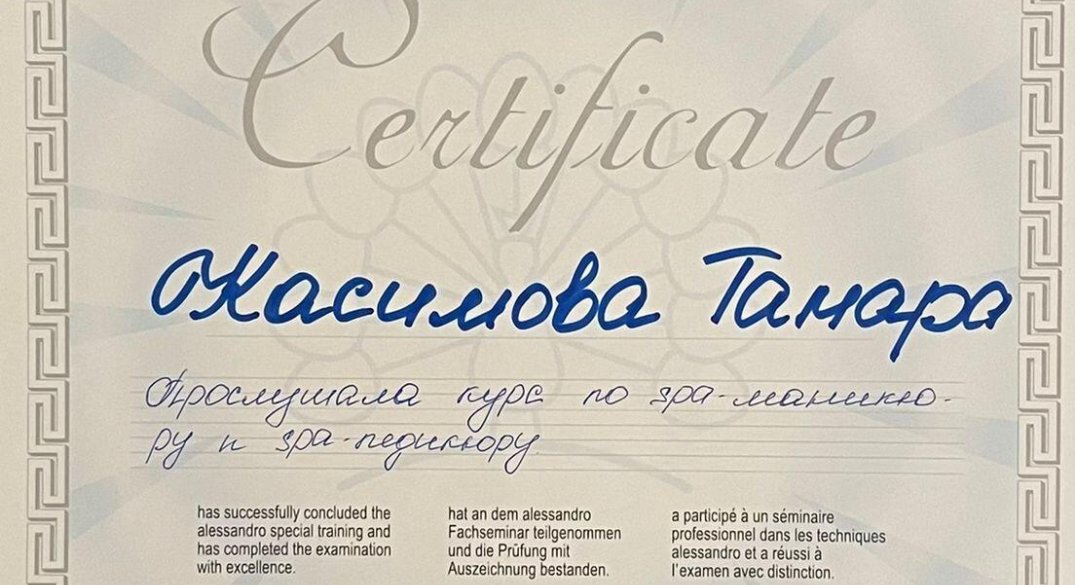 Certificate
Касимова Тамара
Прослушала курс по spa-маникю-
ру и spa-педикюру.
has successfully concluded the
alessandro special training and
has completed the examination
with excellence.
hat an dem alessandro
Fachseminar teilgenommen
und die Prüfung mit
Auszeichnung bestanden.
a participé à un séminaire
professionnel dans les techniques
alessandro et a réussi à
l'examen avec distinction.